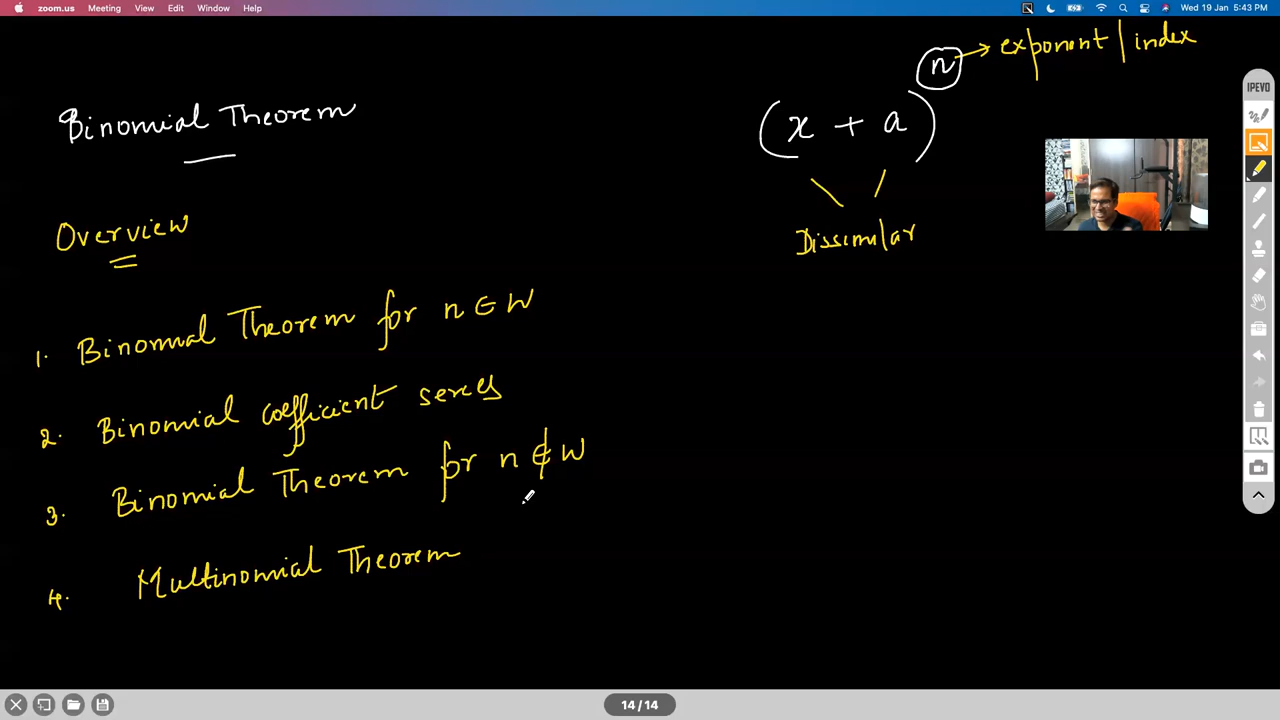 zoom.us Meeting View Edit Window Help Wed 19 Jan 5:43 PM
n → exponent | index
Binomial Theorem
(x + a)
Dissimilar
IPEVO
Overview
1. Binomial Theorem for n ∈ W
2. Binomial coefficient series
3. Binomial Theorem for n ∉ W
4. Multinomial Theorem
14 / 14